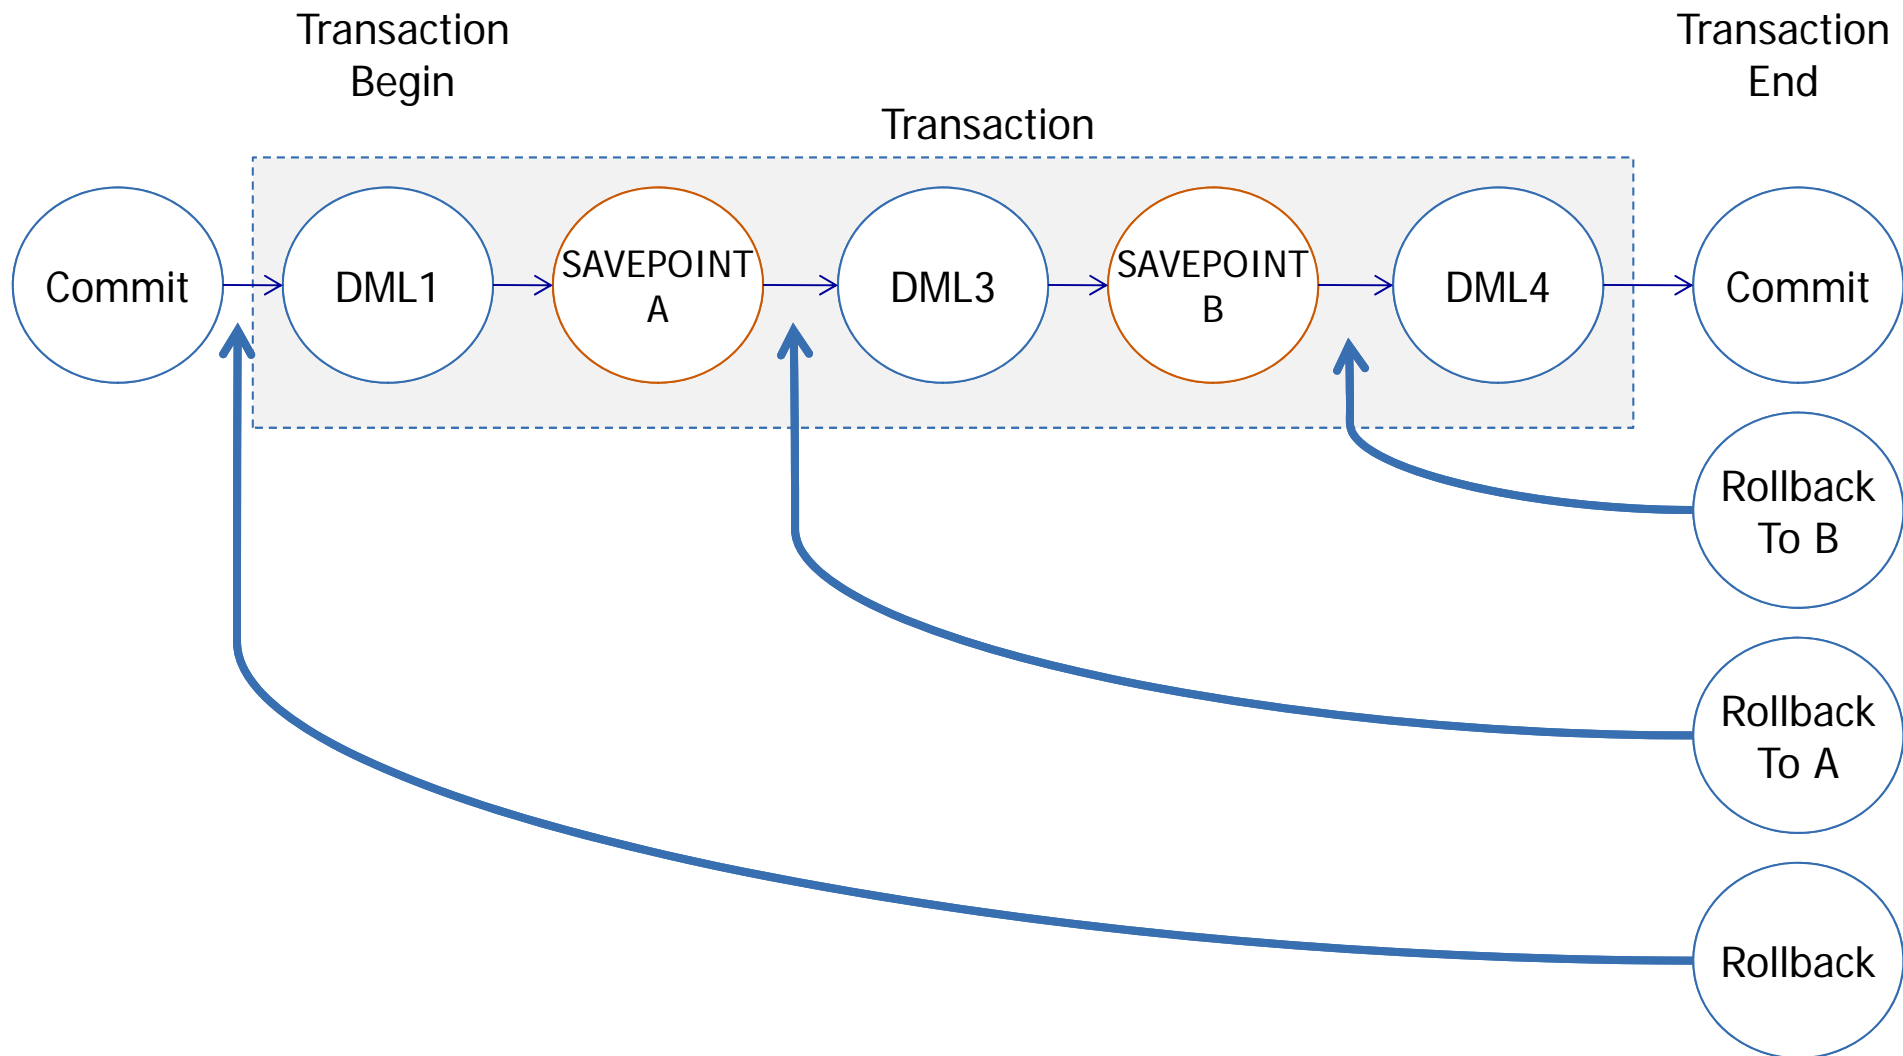 Transaction
Begin
Transaction
End
Transaction
Commit
DML1
SAVEPOINT
A
DML3
SAVEPOINT
B
DML4
Commit
Rollback
To B
Rollback
To A
Rollback